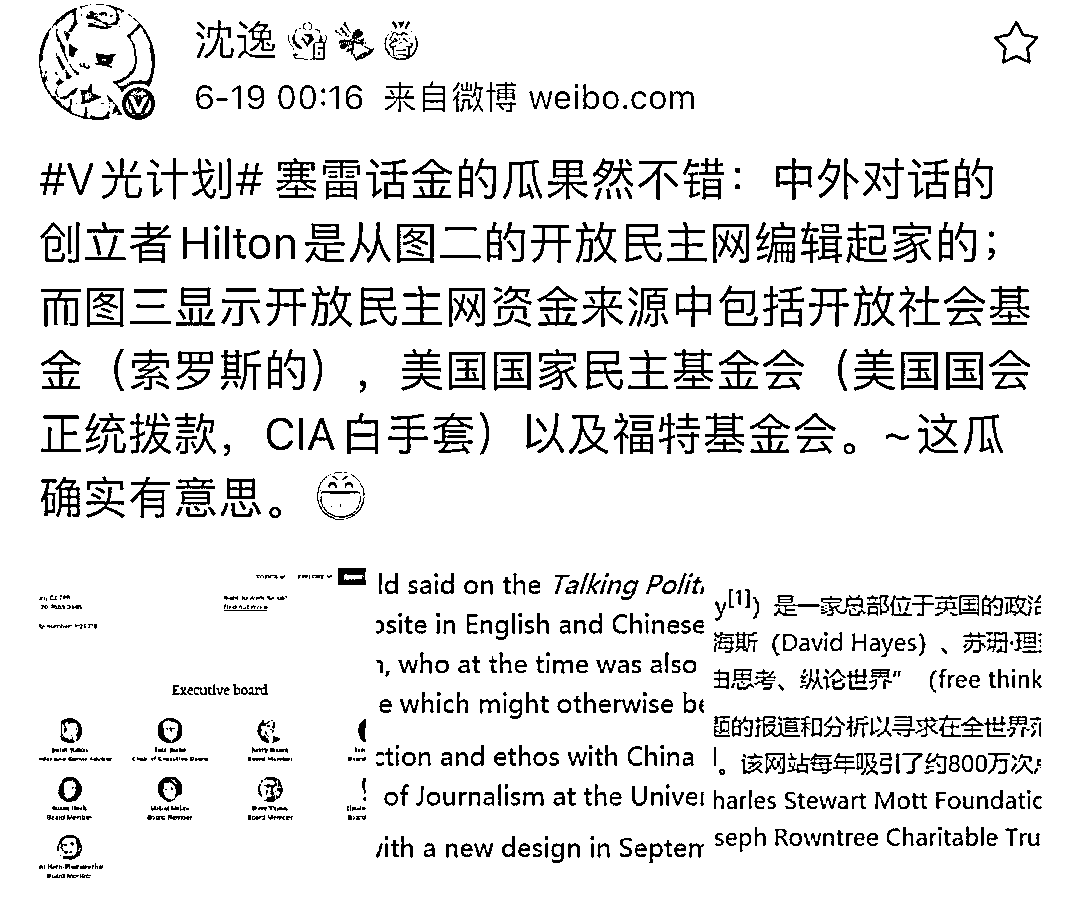 沈逸
6-19 00:16 来自微博 weibo.com
#V光计划# 塞雷话金的瓜果然不错：中外对话的
创立者Hilton是从图二的开放民主网编辑起家的；
而图三显示开放民主网资金来源中包括开放社会基
金（索罗斯的），美国国家民主基金会（美国国会
正统拨款，CIA白手套）以及福特基金会。~这瓜
确实有意思。
Executive board
Board Member
Board Member
Board Member
Board Member
ld said on the Talking Polit
site in English and Chinese
, who at the time was also
e which might otherwise be
ction and ethos with China
of Journalism at the Univer
with a new design in Septem
y[1]）是一家总部位于英国的政治
海斯（David Hayes）、苏珊·理
由思考、纵论世界” (free think
题的报道和分析以寻求在全世界范
。该网站每年吸引了约800万次
harles Stewart Mott Foundatio
seph Rowntree Charitable Tru